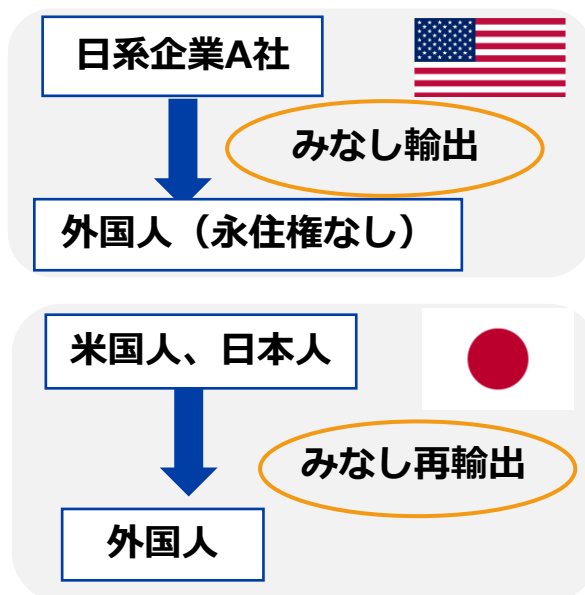 日系企業A社
みなし輸出
外国人（永住権なし）
米国人、日本人
みなし再輸出
外国人